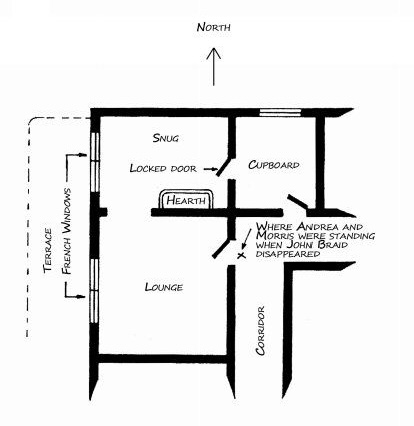 NORTH
SNUG
LOCKED DOOR
CUPBOARD
HEARTH
WHERE ANDREA AND
MORRIS WERE STANDING
WHEN JOHN BRAID
DISAPPEARED
TERRACE
FRENCH WINDOWS
LOUNGE
CORRIDOR